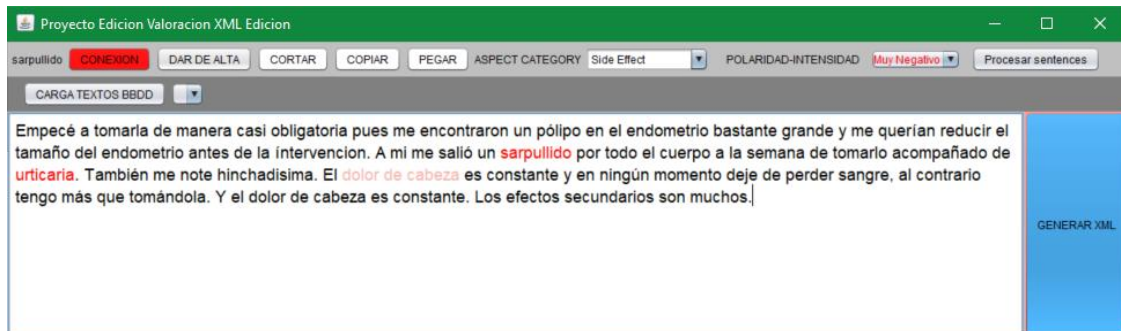 Proyecto Edicion Valoracion XML Edicion
sarpullido CONEXION DAR DE ALTA CORTAR COPIAR PEGAR ASPECT CATEGORY Side Effect POLARIDAD-INTENSIDAD Muy Negativo Procesar sentences
CARGA TEXTOS BBDD
Empecé a tomarla de manera casi obligatoria pues me encontraron un pólipo en el endometrio bastante grande y me querían reducir el
tamaño del endometrio antes de la íntervencion. A mi me salió un sarpullido por todo el cuerpo a la semana de tomarlo acompañado de
urticaria. También me note hinchadisima. El dolor de cabeza es constante y en ningún momento deje de perder sangre, al contrario
tengo más que tomándola. Y el dolor de cabeza es constante. Los efectos secundarios son muchos.
GENERAR XML